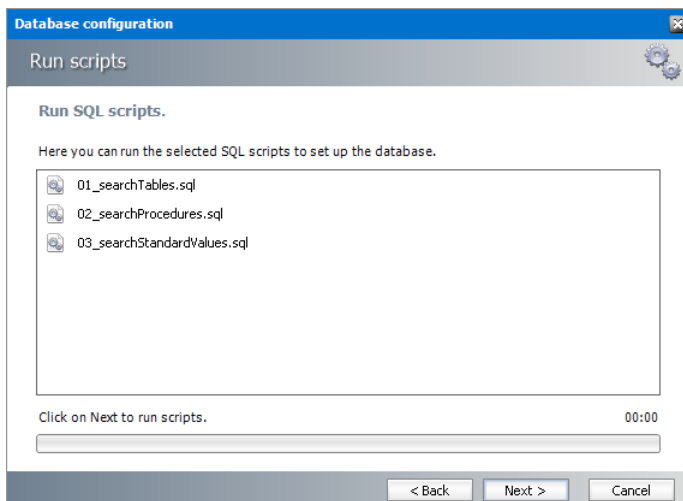 Database configuration
Run scripts
Run SQL scripts.
Here you can run the selected SQL scripts to set up the database.
01_searchTables.sql
02_searchProcedures.sql
03_searchStandardValues.sql
Click on Next to run scripts. 00:00
< Back Next > Cancel